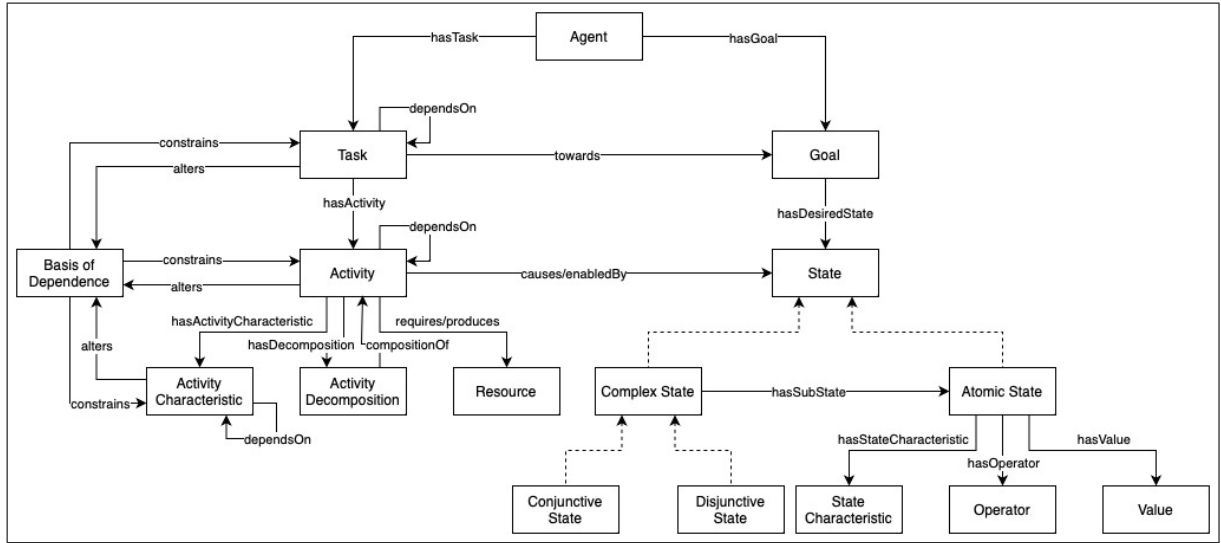 hasTask
Agent
hasGoal
dependsOn
constrains
Task
towards
Goal
alters
hasActivity
hasDesiredState
dependsOn
Basis of
Dependence
constrains
Activity
causes/enabledBy
State
alters
hasActivityCharacteristic
requires/produces
hasDecomposition
compositionOf
alters
Activity
Characteristic
Activity
Decomposition
Resource
Complex State
hasSubState
Atomic State
constrains
dependsOn
hasStateCharacteristic
hasValue
hasOperator
Conjunctive
State
Disjunctive
State
State
Characteristic
Operator
Value